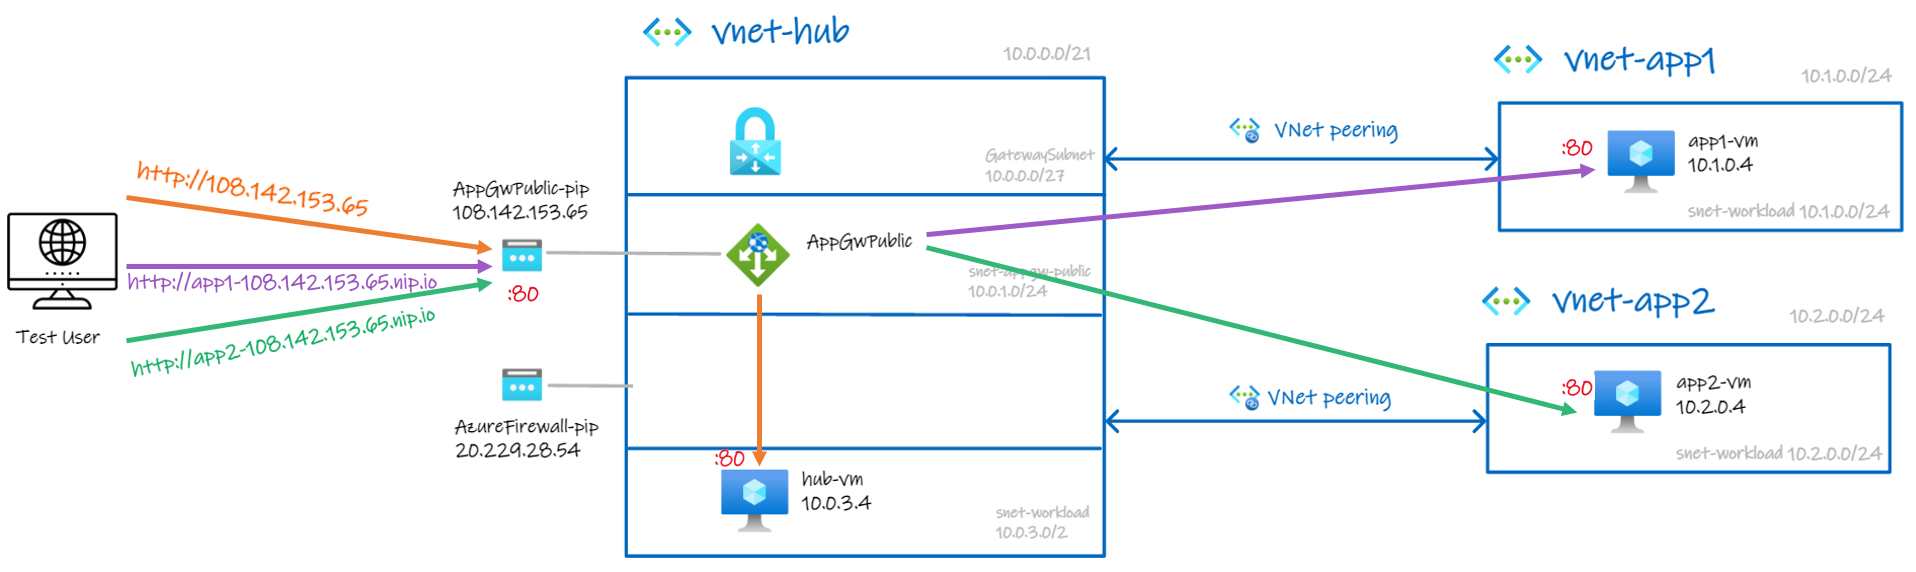 vnet-hub
10.0.0.0/21
vnet-app1
10.1.0.0/24
VNet peering
:80
app1-vm
10.1.0.4
snet-workload 10.1.0.0/24
GatewaySubnet
10.0.0.0/27
http://108.142.153.65
AppGwPublic-pip
108.142.153.65
http://app1-108.142.153.65.nip.io
:80
http://app2-108.142.153.65.nip.io
Test User
AppGwPublic
snet-appgw-public
10.0.1.0/24
vnet-app2
10.2.0.0/24
AzureFirewall-pip
20.229.28.54
VNet peering
:80
app2-vm
10.2.0.4
snet-workload 10.2.0.0/24
:80
hub-vm
10.0.3.4
snet-workload
10.0.3.0/2